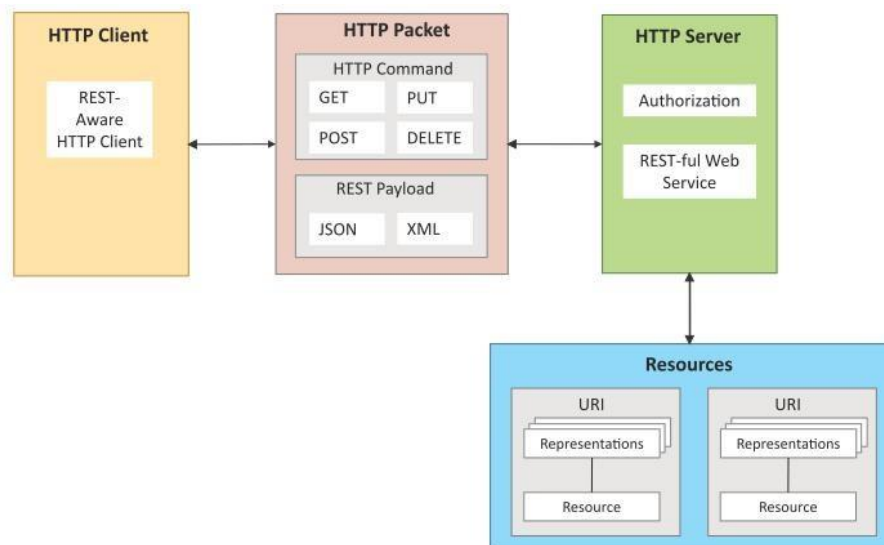 HTTP Client
REST-
Aware
HTTP Client
HTTP Packet
HTTP Command
GET
PUT
POST
DELETE
REST Payload
JSON
XML
HTTP Server
Authorization
REST-ful Web
Service
Resources
URI
Representations
Resource
URI
Representations
Resource